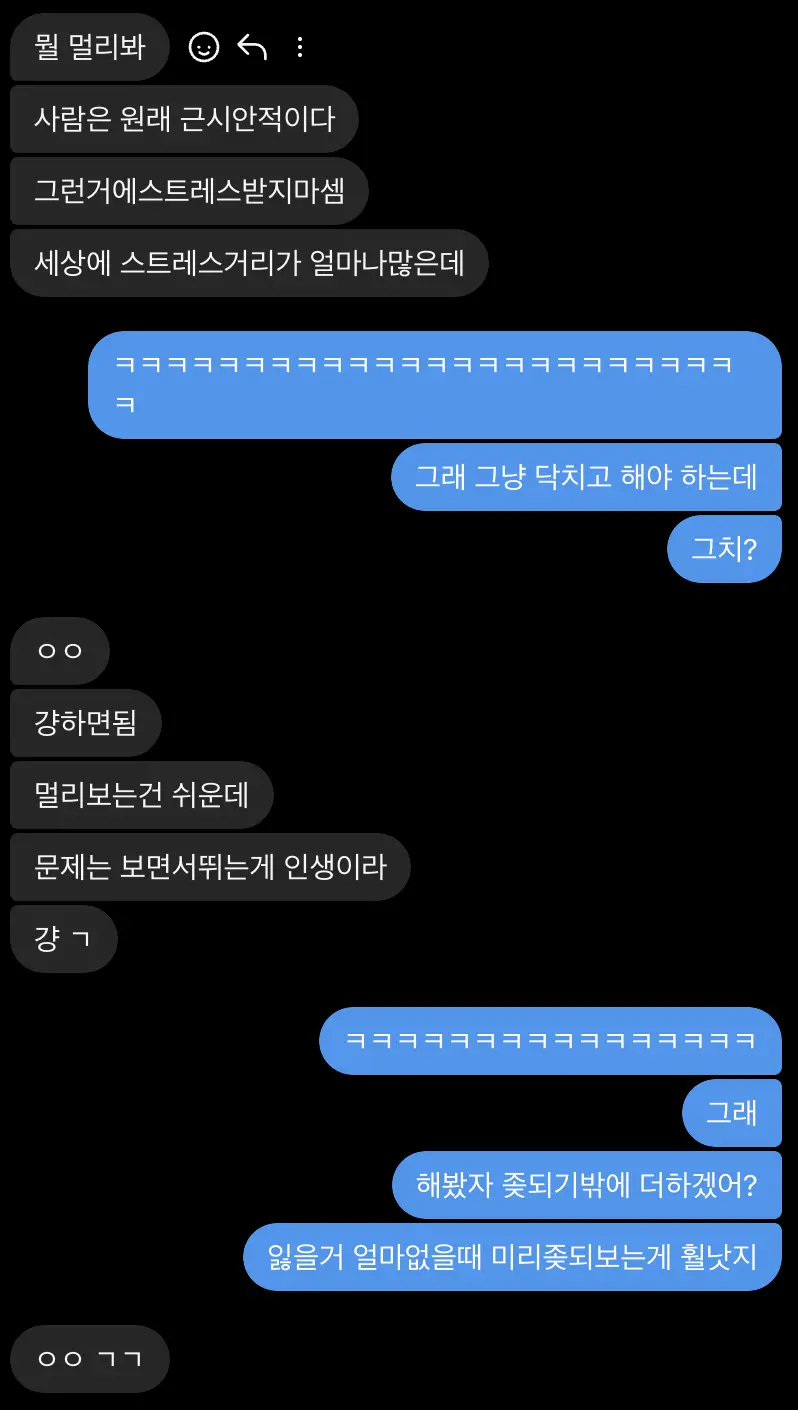 뭘 멀리봐
사람은 원래 근시안적이다
그런거에스트레스받지마셈
세상에 스트레스거리가 얼마나많은데
ㅋㅋㅋㅋㅋㅋㅋㅋㅋㅋㅋㅋㅋㅋㅋㅋㅋㅋㅋㅋㅋㅋㅋㅋ
ㅋ
그래 그냥 닥치고 해야 하는데
그치?
ㅇㅇ
걍하면됨
멀리보는건 쉬운데
문제는 보면서뛰는게 인생이라
걍 ㄱ
ㅋㅋㅋㅋㅋㅋㅋㅋㅋㅋㅋㅋㅋㅋㅋㅋ
그래
해봤자 좆되기밖에 더하겠어?
잃을거 얼마없을때 미리좆되보는게 훨낫지
ㅇㅇ ㄱㄱ